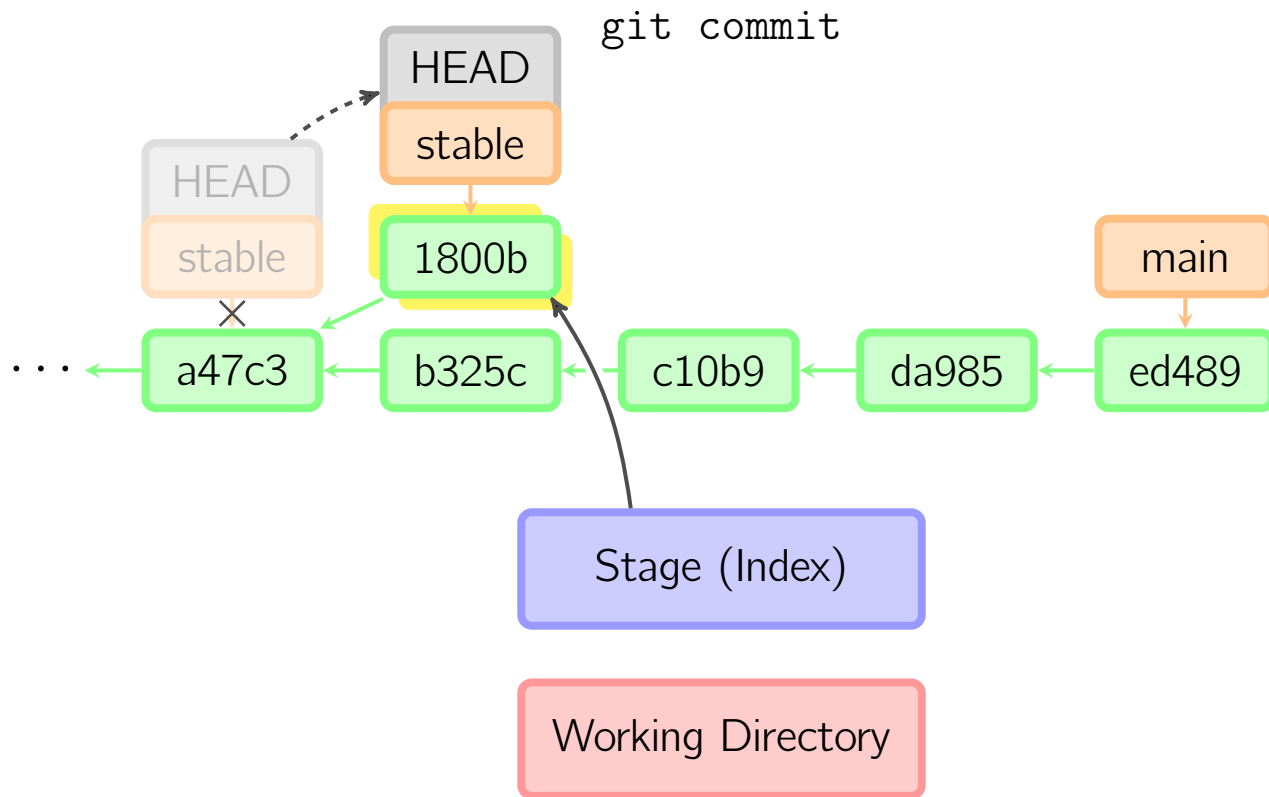 git commit
HEAD
stable
HEAD
stable
1800b
main
... a47c3 b325c c10b9 da985 ed489
Stage (Index)
Working Directory